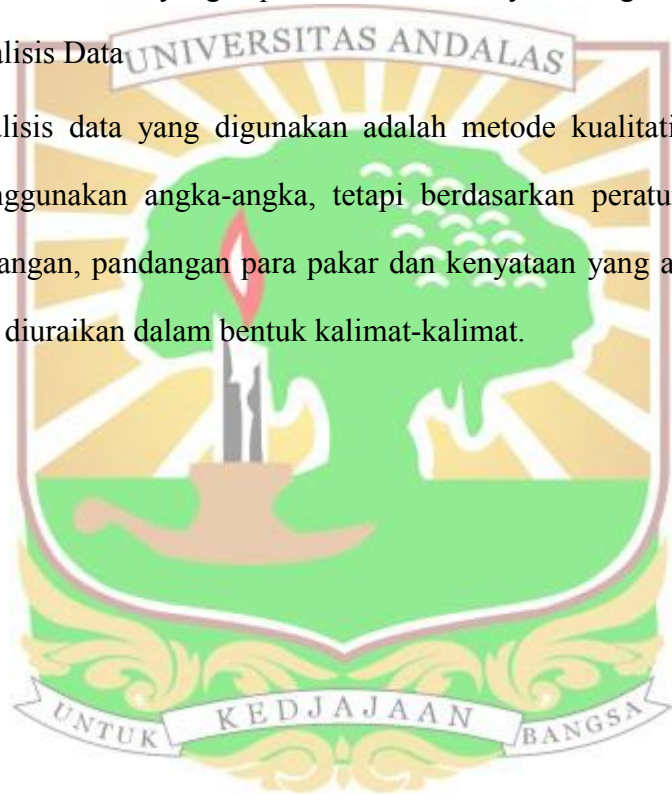 alisis Data
UNIVERSITAS ANDALAS
alisis data yang digunakan adalah metode kualitati
nggunakan angka-angka, tetapi berdasarkan peratu
angan, pandangan para pakar dan kenyataan yang a
diuraikan dalam bentuk kalimat-kalimat.
UNTUK KEDJAJAAN BANGSA